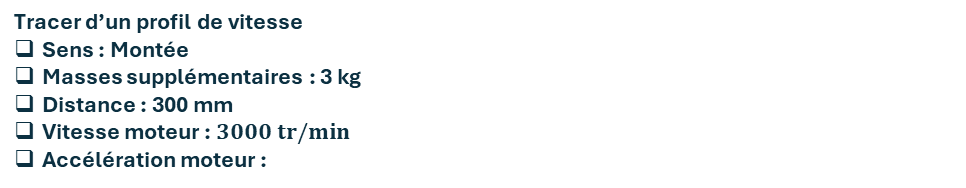 Tracer d’un profil de vitesse
❑ Sens : Montée
❑ Masses supplémentaires : 3 kg
❑ Distance : 300 mm
❑ Vitesse moteur : 3000 tr/min
❑ Accélération moteur :